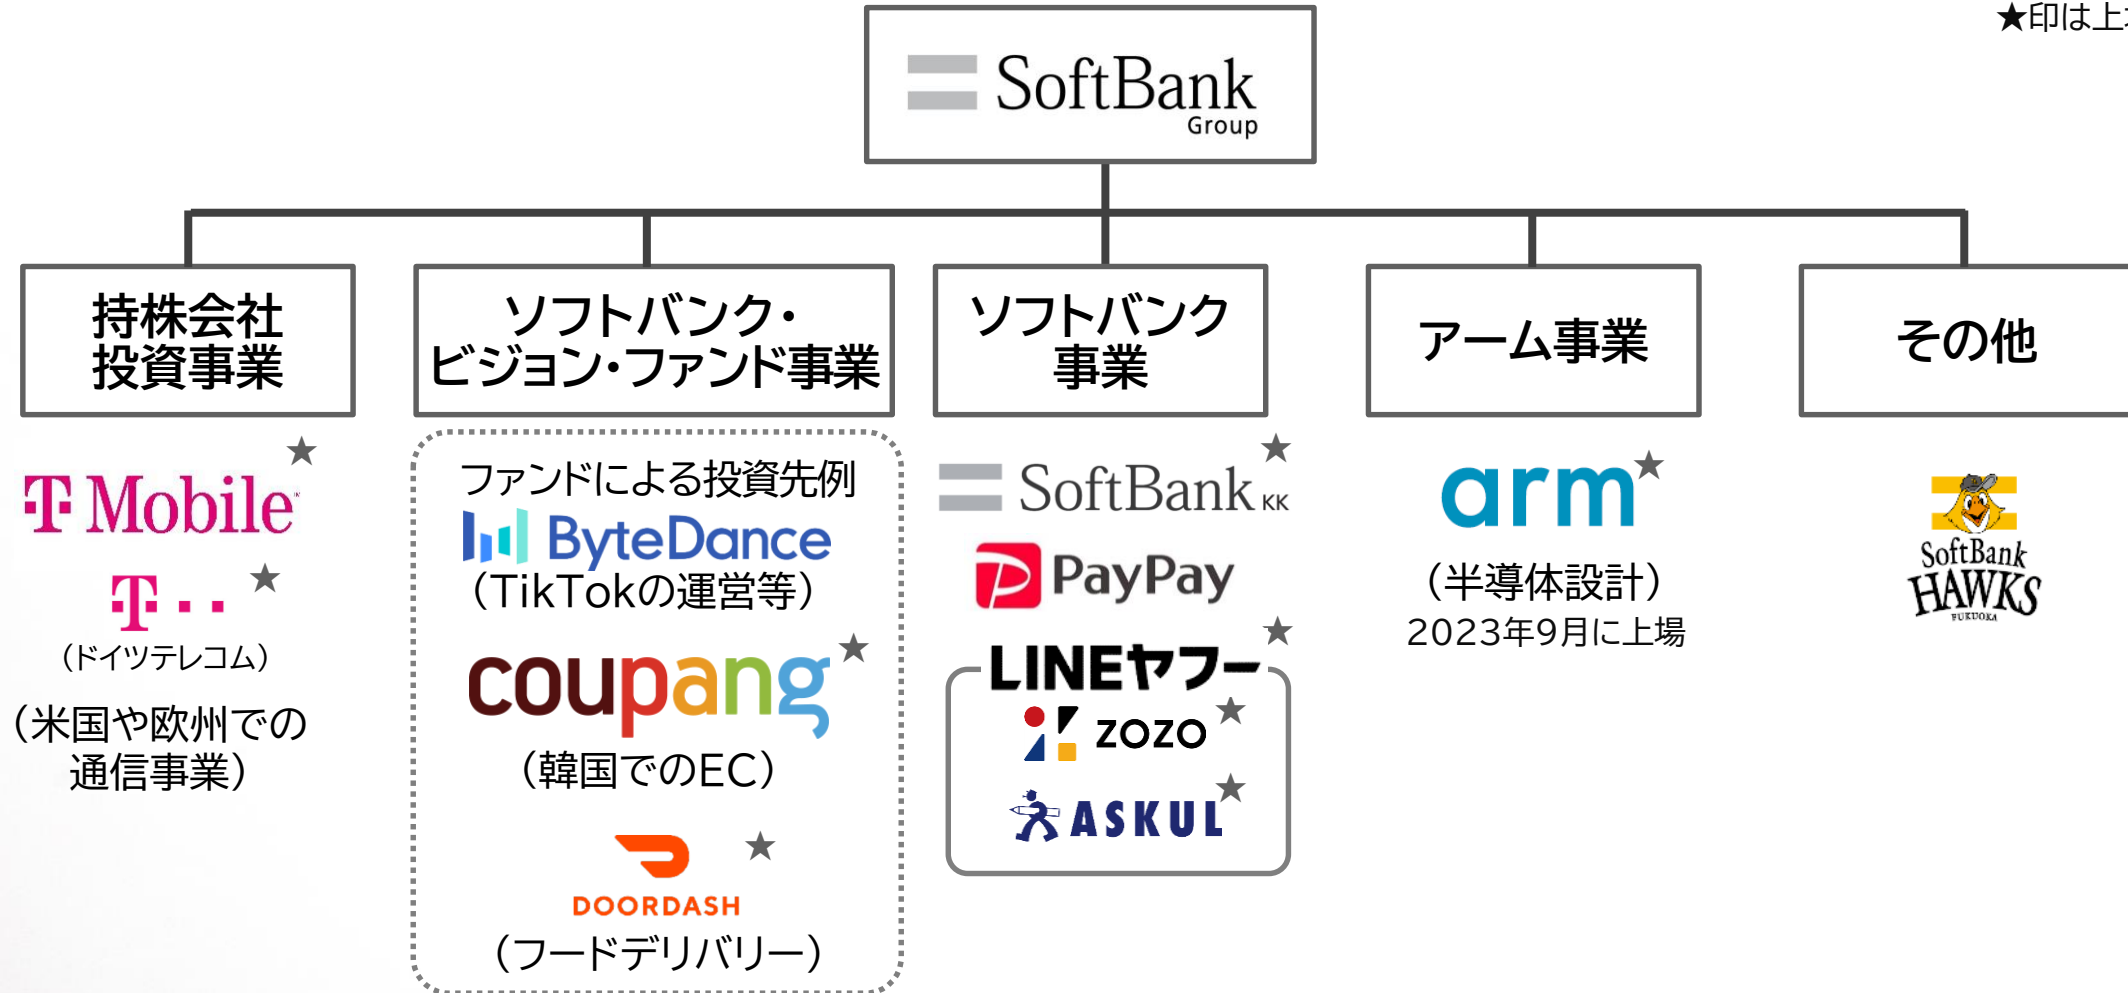 ★印は上
SoftBank
Group
持株会社
投資事業
ソフトバンク・
ビジョン・ファンド事業
ソフトバンク
事業
アーム事業
その他
T Mobile
T
（ドイツテレコム）
（米国や欧州での
通信事業）
ファンドによる投資先例
ByteDance
（TikTokの運営等）
coupang
（韓国でのEC）
DOORDASH
（フードデリバリー）
SoftBank KK
PayPay
LINEヤフー
ZOZO
ASKUL
arm
（半導体設計）
2023年9月に上場
SoftBank
HAWKS
FUKUOKA